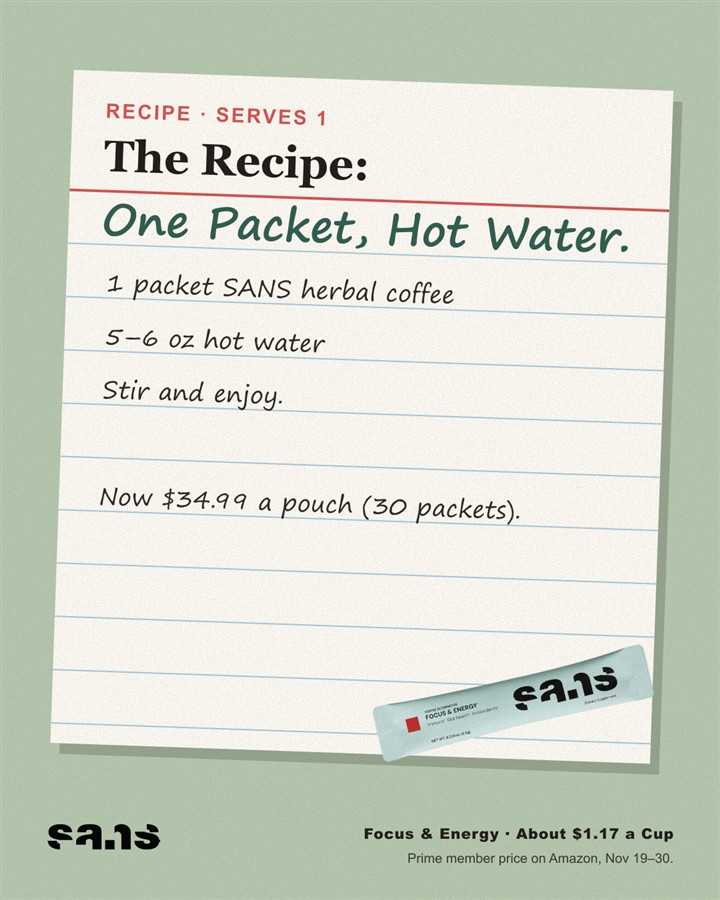 RECIPE · SERVES 1
The Recipe:
One Packet, Hot Water.
1 packet SANS herbal coffee
5–6 oz hot water
Stir and enjoy.
Now $34.99 a pouch (30 packets).
COFFEE ALTERNATIVE
FOCUS & ENERGY
sans
sans
Focus & Energy · About $1.17 a Cup
Prime member price on Amazon, Nov 19–30.